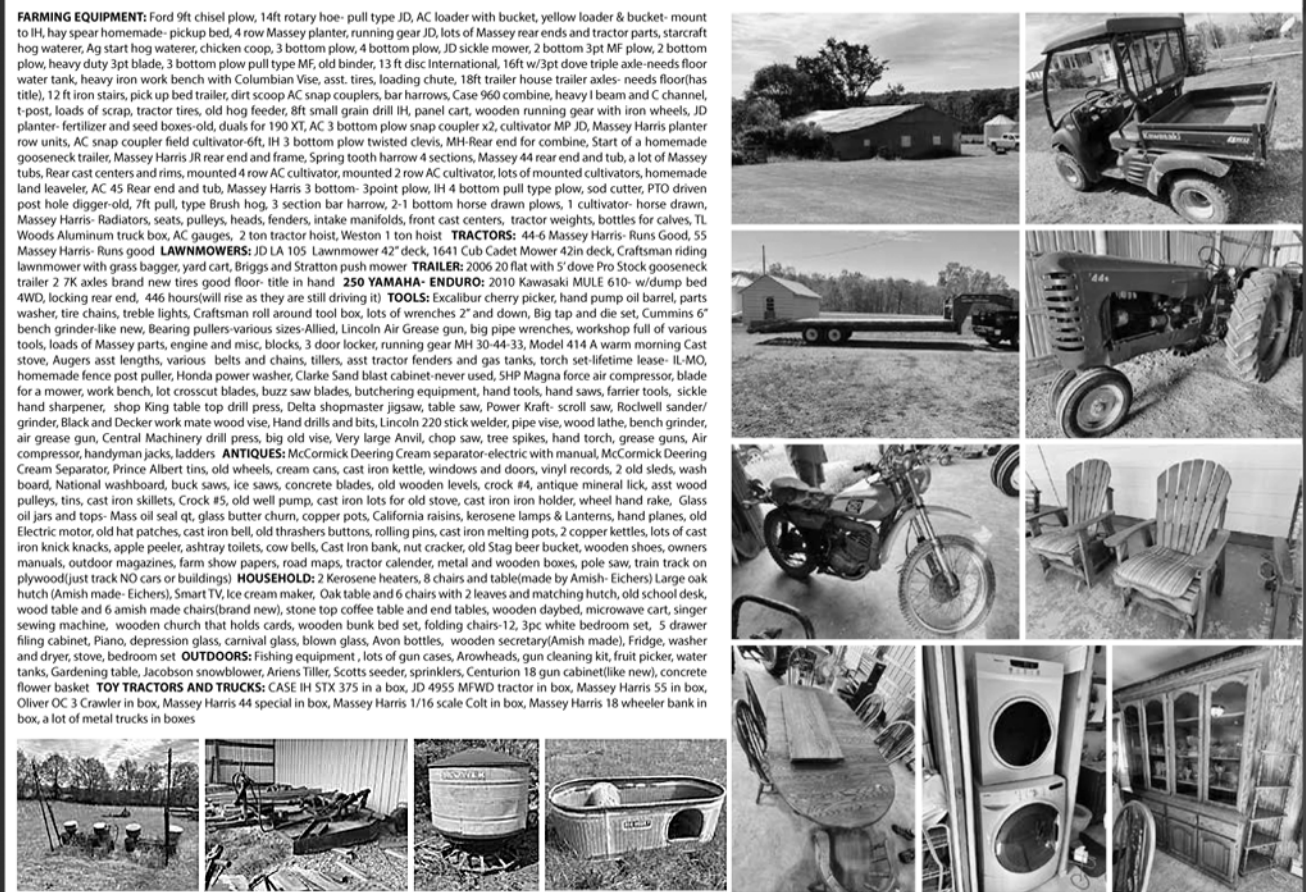 FARMING EQUIPMENT: Ford 9ft chisel plow, 14ft rotary hoe- pull type JD, AC loader with bucket, yellow loader & bucket- mount
to IH, hay spear homemade- pickup bed, 4 row Massey planter, running gear JD, lots of Massey rear ends and tractor parts, starcraft
hog waterer, Ag start hog waterer, chicken coop, 3 bottom plow, 4 bottom plow, JD sickle mower, 2 bottom 3pt MF plow, 2 bottom
plow, heavy duty 3pt blade, 3 bottom plow pull type MF, old binder, 13 ft disc International, 16ft w/3pt dove triple axle-needs floor
water tank, heavy iron work bench with Columbian Vise, asst. tires, loading chute, 18ft trailer house trailer axles- needs floor(has
title), 12 ft iron stairs, pick up bed trailer, dirt scoop AC snap couplers, bar harrows, Case 960 combine, heavy I beam and C channel,
t-post, loads of scrap, tractor tires, old hog feeder, 8ft small grain drill IH, panel cart, wooden running gear with iron wheels, JD
planter- fertilizer and seed boxes-old, duals for 190 XT, AC 3 bottom plow snap coupler x2, cultivator MP JD, Massey Harris planter
row units, AC snap coupler field cultivator-6ft, IH 3 bottom plow twisted clevis, MH-Rear end for combine, Start of a homemade
gooseneck trailer, Massey Harris JR rear end and frame, Spring tooth harrow 4 sections, Massey 44 rear end and tub, a lot of Massey
tubs, Rear cast centers and rims, mounted 4 row AC cultivator, mounted 2 row AC cultivator, lots of mounted cultivators, homemade
land leaveler, AC 45 Rear end and tub, Massey Harris 3 bottom- 3point plow, IH 4 bottom pull type plow, sod cutter, PTO driven
post hole digger-old, 7ft pull, type Brush hog, 3 section bar harrow, 2-1 bottom horse drawn plows, 1 cultivator- horse drawn,
Massey Harris- Radiators, seats, pulleys, heads, fenders, intake manifolds, front cast centers, tractor weights, bottles for calves, TL
Woods Aluminum truck box, AC gauges, 2 ton tractor hoist, Weston 1 ton hoist TRACTORS: 44-6 Massey Harris- Runs Good, 55
Massey Harris- Runs good LAWNMOWERS: JD LA 105 Lawnmower 42" deck, 1641 Cub Cadet Mower 42in deck, Craftsman riding
lawnmower with grass bagger, yard cart, Briggs and Stratton push mower TRAILER: 2006 20 flat with 5' dove Pro Stock gooseneck
trailer 2 7K axles brand new tires good floor- title in hand 250 YAMAHA- ENDURO: 2010 Kawasaki MULE 610- w/dump bed
4WD, locking rear end, 446 hours(will rise as they are still driving it) TOOLS: Excalibur cherry picker, hand pump oil barrel, parts
washer, tire chains, treble lights, Craftsman roll around tool box, lots of wrenches 2" and down, Big tap and die set, Cummins 6"
bench grinder-like new, Bearing pullers-various sizes-Allied, Lincoln Air Grease gun, big pipe wrenches, workshop full of various
tools, loads of Massey parts, engine and misc, blocks, 3 door locker, running gear MH 30-44-33, Model 414 A warm morning Cast
stove, Augers asst lengths, various belts and chains, tillers, asst tractor fenders and gas tanks, torch set-lifetime lease- IL-MO,
homemade fence post puller, Honda power washer, Clarke Sand blast cabinet-never used, 5HP Magna force air compressor, blade
for a mower, work bench, lot crosscut blades, buzz saw blades, butchering equipment, hand tools, hand saws, farrier tools, sickle
hand sharpener, shop King table top drill press, Delta shopmaster jigsaw, table saw, Power Kraft- scroll saw, Roclwell sander/
grinder, Black and Decker work mate wood vise, Hand drills and bits, Lincoln 220 stick welder, pipe vise, wood lathe, bench grinder,
air grease gun, Central Machinery drill press, big old vise, Very large Anvil, chop saw, tree spikes, hand torch, grease guns, Air
compressor, handyman jacks, ladders ANTIQUES: McCormick Deering Cream separator-electric with manual, McCormick Deering
Cream Separator, Prince Albert tins, old wheels, cream cans, cast iron kettle, windows and doors, vinyl records, 2 old sleds, wash
board, National washboard, buck saws, ice saws, concrete blades, old wooden levels, crock #4, antique mineral lick, asst wood
pulleys, tins, cast iron skillets, Crock #5, old well pump, cast iron lots for old stove, cast iron iron holder, wheel hand rake, Glass
oil jars and tops- Mass oil seal qt, glass butter churn, copper pots, California raisins, kerosene lamps & Lanterns, hand planes, old
Electric motor, old hat patches, cast iron bell, old thrashers buttons, rolling pins, cast iron melting pots, 2 copper kettles, lots of cast
iron knick knacks, apple peeler, ashtray toilets, cow bells, Cast Iron bank, nut cracker, old Stag beer bucket, wooden shoes, owners
manuals, outdoor magazines, farm show papers, road maps, tractor calender, metal and wooden boxes, pole saw, train track on
plywood(just track NO cars or buildings) HOUSEHOLD: 2 Kerosene heaters, 8 chairs and table(made by Amish- Eichers) Large oak
hutch (Amish made- Eichers), Smart TV, Ice cream maker, Oak table and 6 chairs with 2 leaves and matching hutch, old school desk,
wood table and 6 amish made chairs(brand new), stone top coffee table and end tables, wooden daybed, microwave cart, singer
sewing machine, wooden church that holds cards, wooden bunk bed set, folding chairs-12, 3pc white bedroom set, 5 drawer
filing cabinet, Piano, depression glass, carnival glass, blown glass, Avon bottles, wooden secretary(Amish made), Fridge, washer
and dryer, stove, bedroom set OUTDOORS: Fishing equipment , lots of gun cases, Arowheads, gun cleaning kit, fruit picker, water
tanks, Gardening table, Jacobson snowblower, Ariens Tiller, Scotts seeder, sprinklers, Centurion 18 gun cabinet(like new), concrete
flower basket TOY TRACTORS AND TRUCKS: CASE IH STX 375 in a box, JD 4955 MFWD tractor in box, Massey Harris 55 in box,
Oliver OC 3 Crawler in box, Massey Harris 44 special in box, Massey Harris 1/16 scale Colt in box, Massey Harris 18 wheeler bank in
box, a lot of metal trucks in boxes
Kawasaki
44